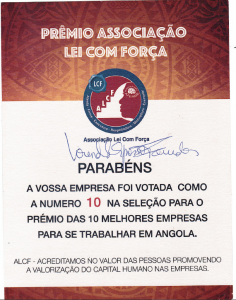 PRÊMIO ASSOCIAÇÃO
LEI COM FORÇA
LCF
ALCF
Associação Lei Com Força
PARABÉNS
A VOSSA EMPRESA FOI VOTADA COMO
A NUMERO 10 NA SELEÇÃO PARA O
PRÊMIO DAS 10 MELHORES EMPRESAS
PARA SE TRABALHAR EM ANGOLA.
ALCF - ACREDITAMOS NO VALOR DAS PESSOAS PROMOVENDO
A VALORIZAÇÃO DO CAPITAL HUMANO NAS EMPRESAS.